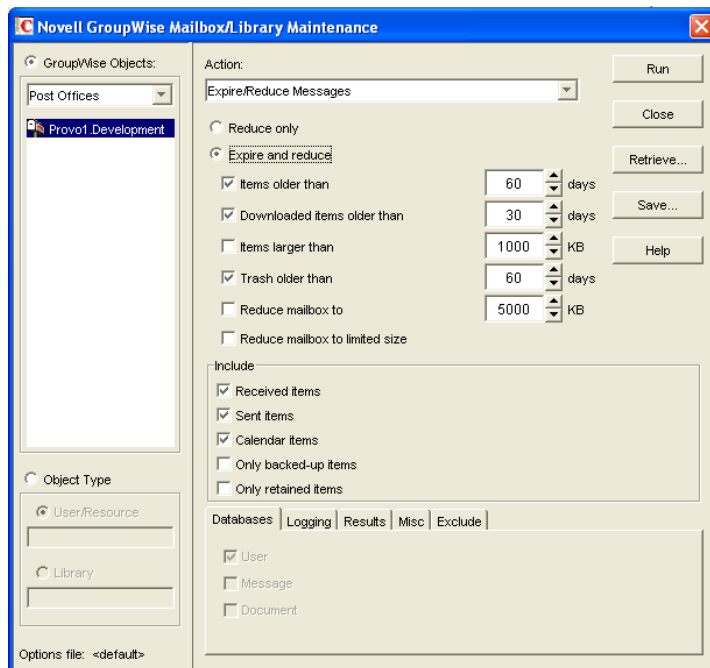 Novell GroupWise Mailbox/Library Maintenance
GroupWise Objects:
Post Offices
Provo1.Development
Object Type
User/Resource
Library
Options file: <default>
Action:
Expire/Reduce Messages
Reduce only
Expire and reduce
Items older than 60 days
Downloaded items older than 30 days
Items larger than 1000 KB
Trash older than 60 days
Reduce mailbox to 5000 KB
Reduce mailbox to limited size
Include
Received items
Sent items
Calendar items
Only backed-up items
Only retained items
Databases Logging Results Misc Exclude
User
Message
Document
Run
Close
Retrieve...
Save...
Help